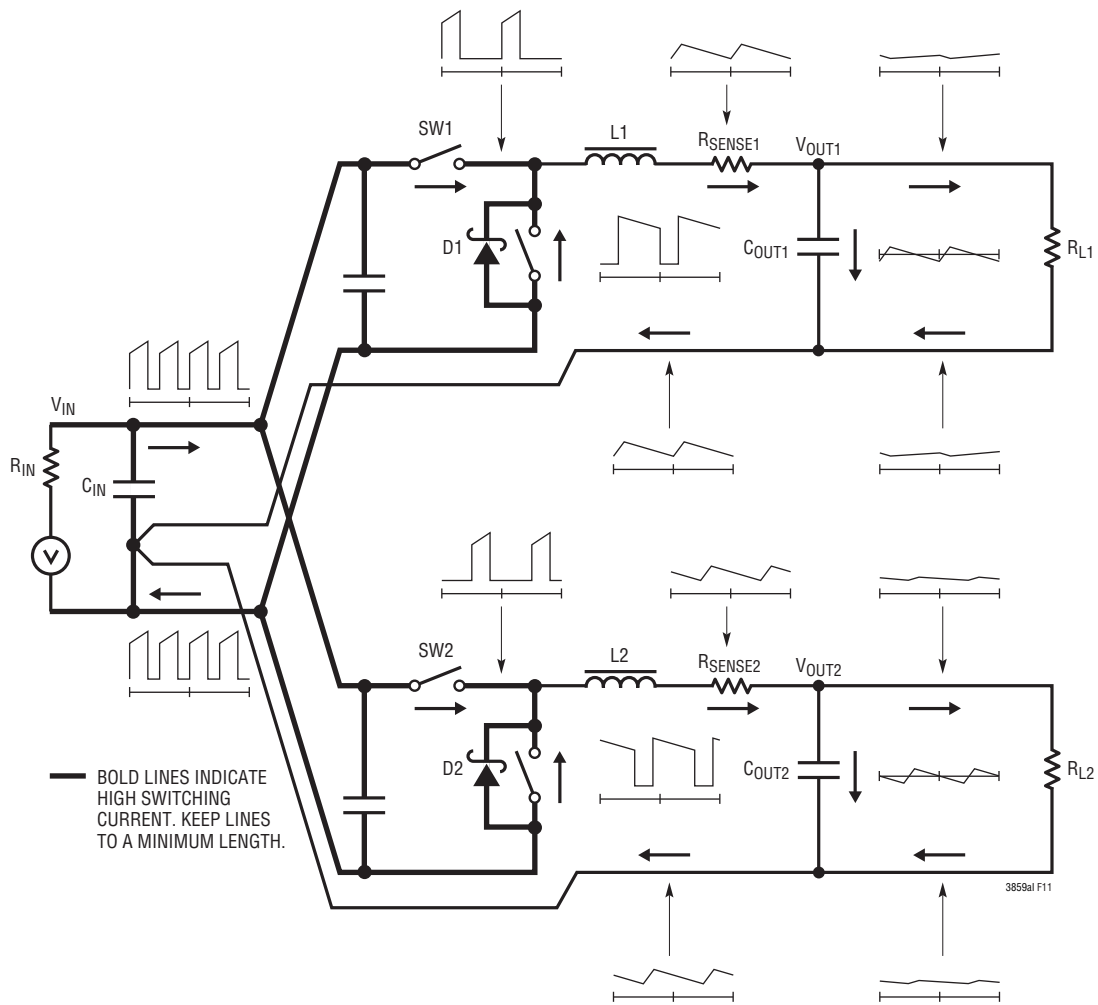 SW1
L1
RSENSE1
VOUT1
D1
COUT1
RL1
VIN
RIN
CIN
V
SW2
L2
RSENSE2
VOUT2
D2
COUT2
RL2
BOLD LINES INDICATE
HIGH SWITCHING
CURRENT. KEEP LINES
TO A MINIMUM LENGTH.
3859al F11